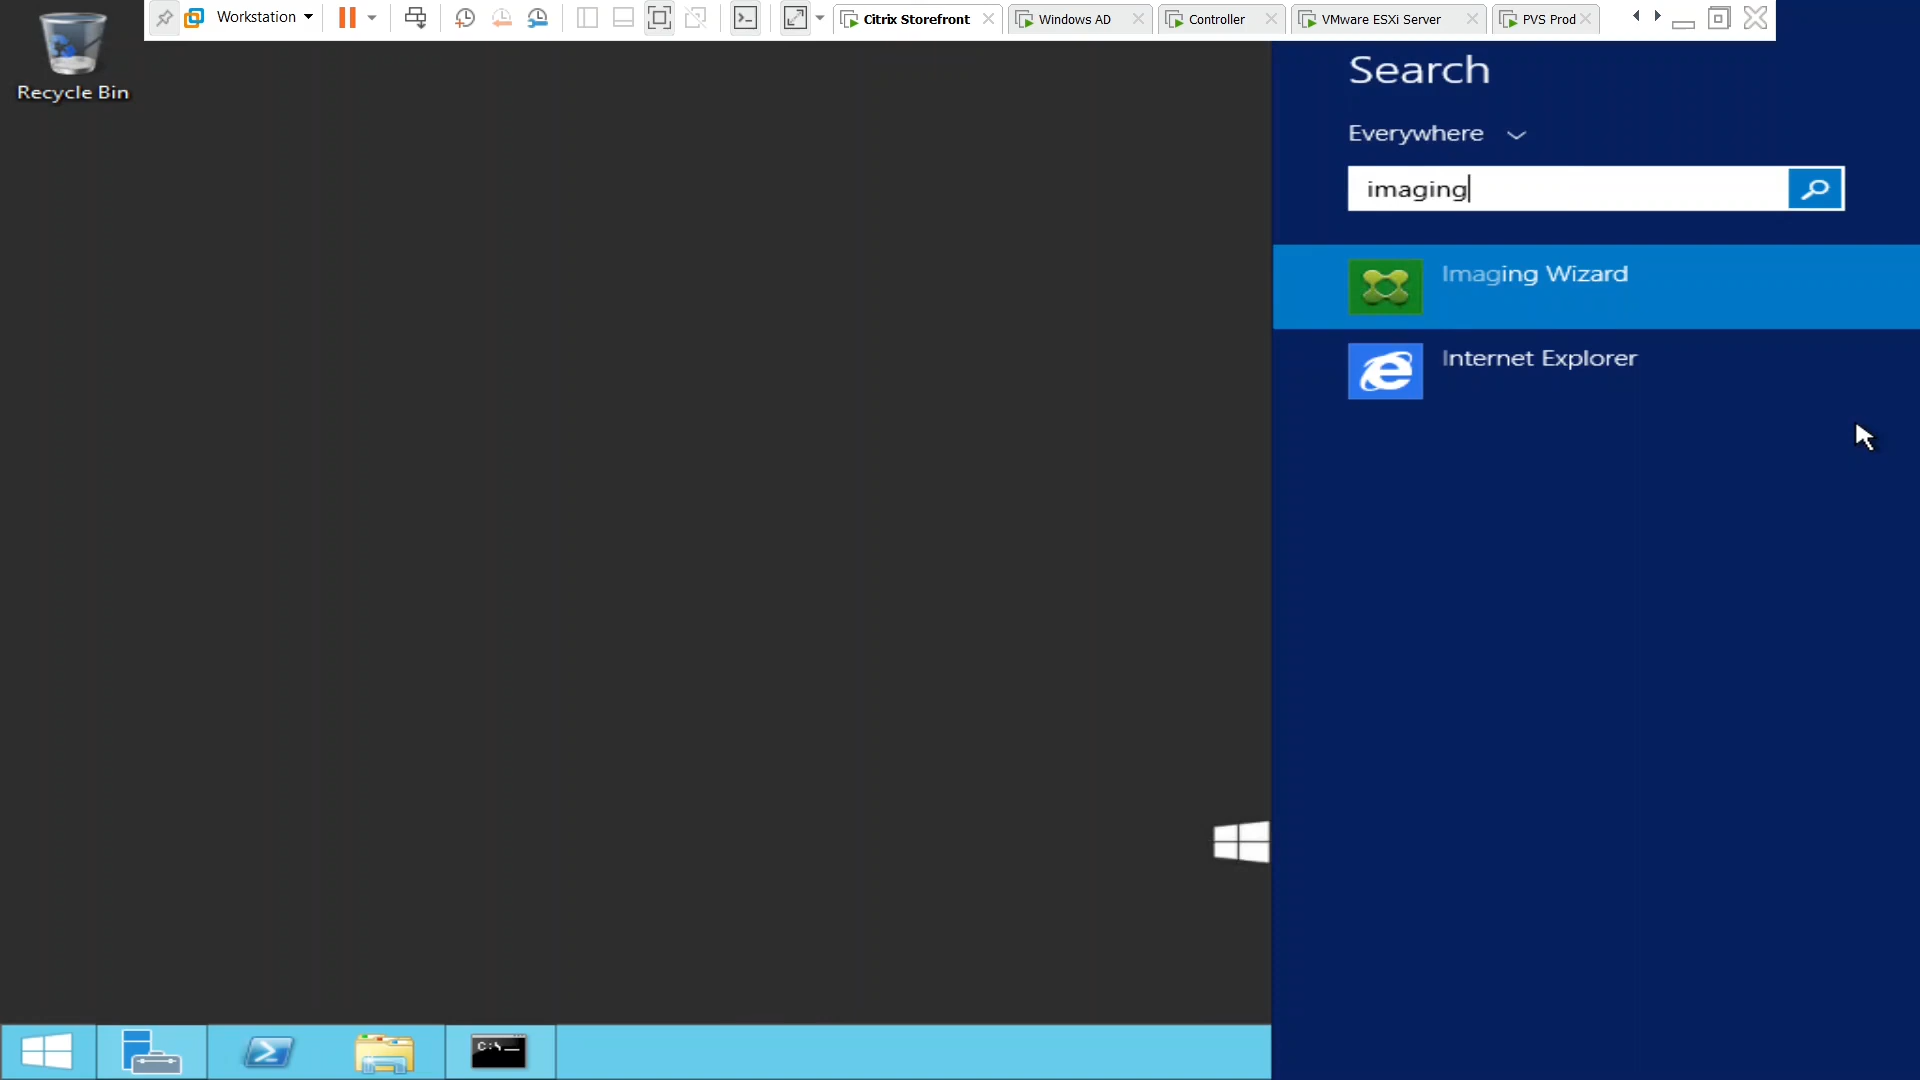 Workstation
Citrix Storefront
Windows AD
Controller
VMware ESXi Server
PVS Prod
Recycle Bin
Search
Everywhere
imaging
Imaging Wizard
Internet Explorer
C:\